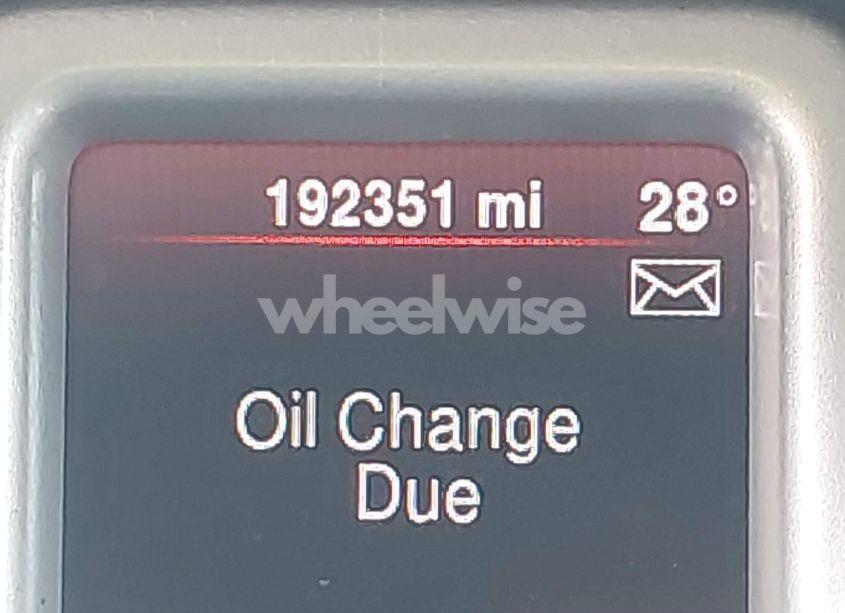 192351 mi 28°
wheelwise
Oil Change
Due